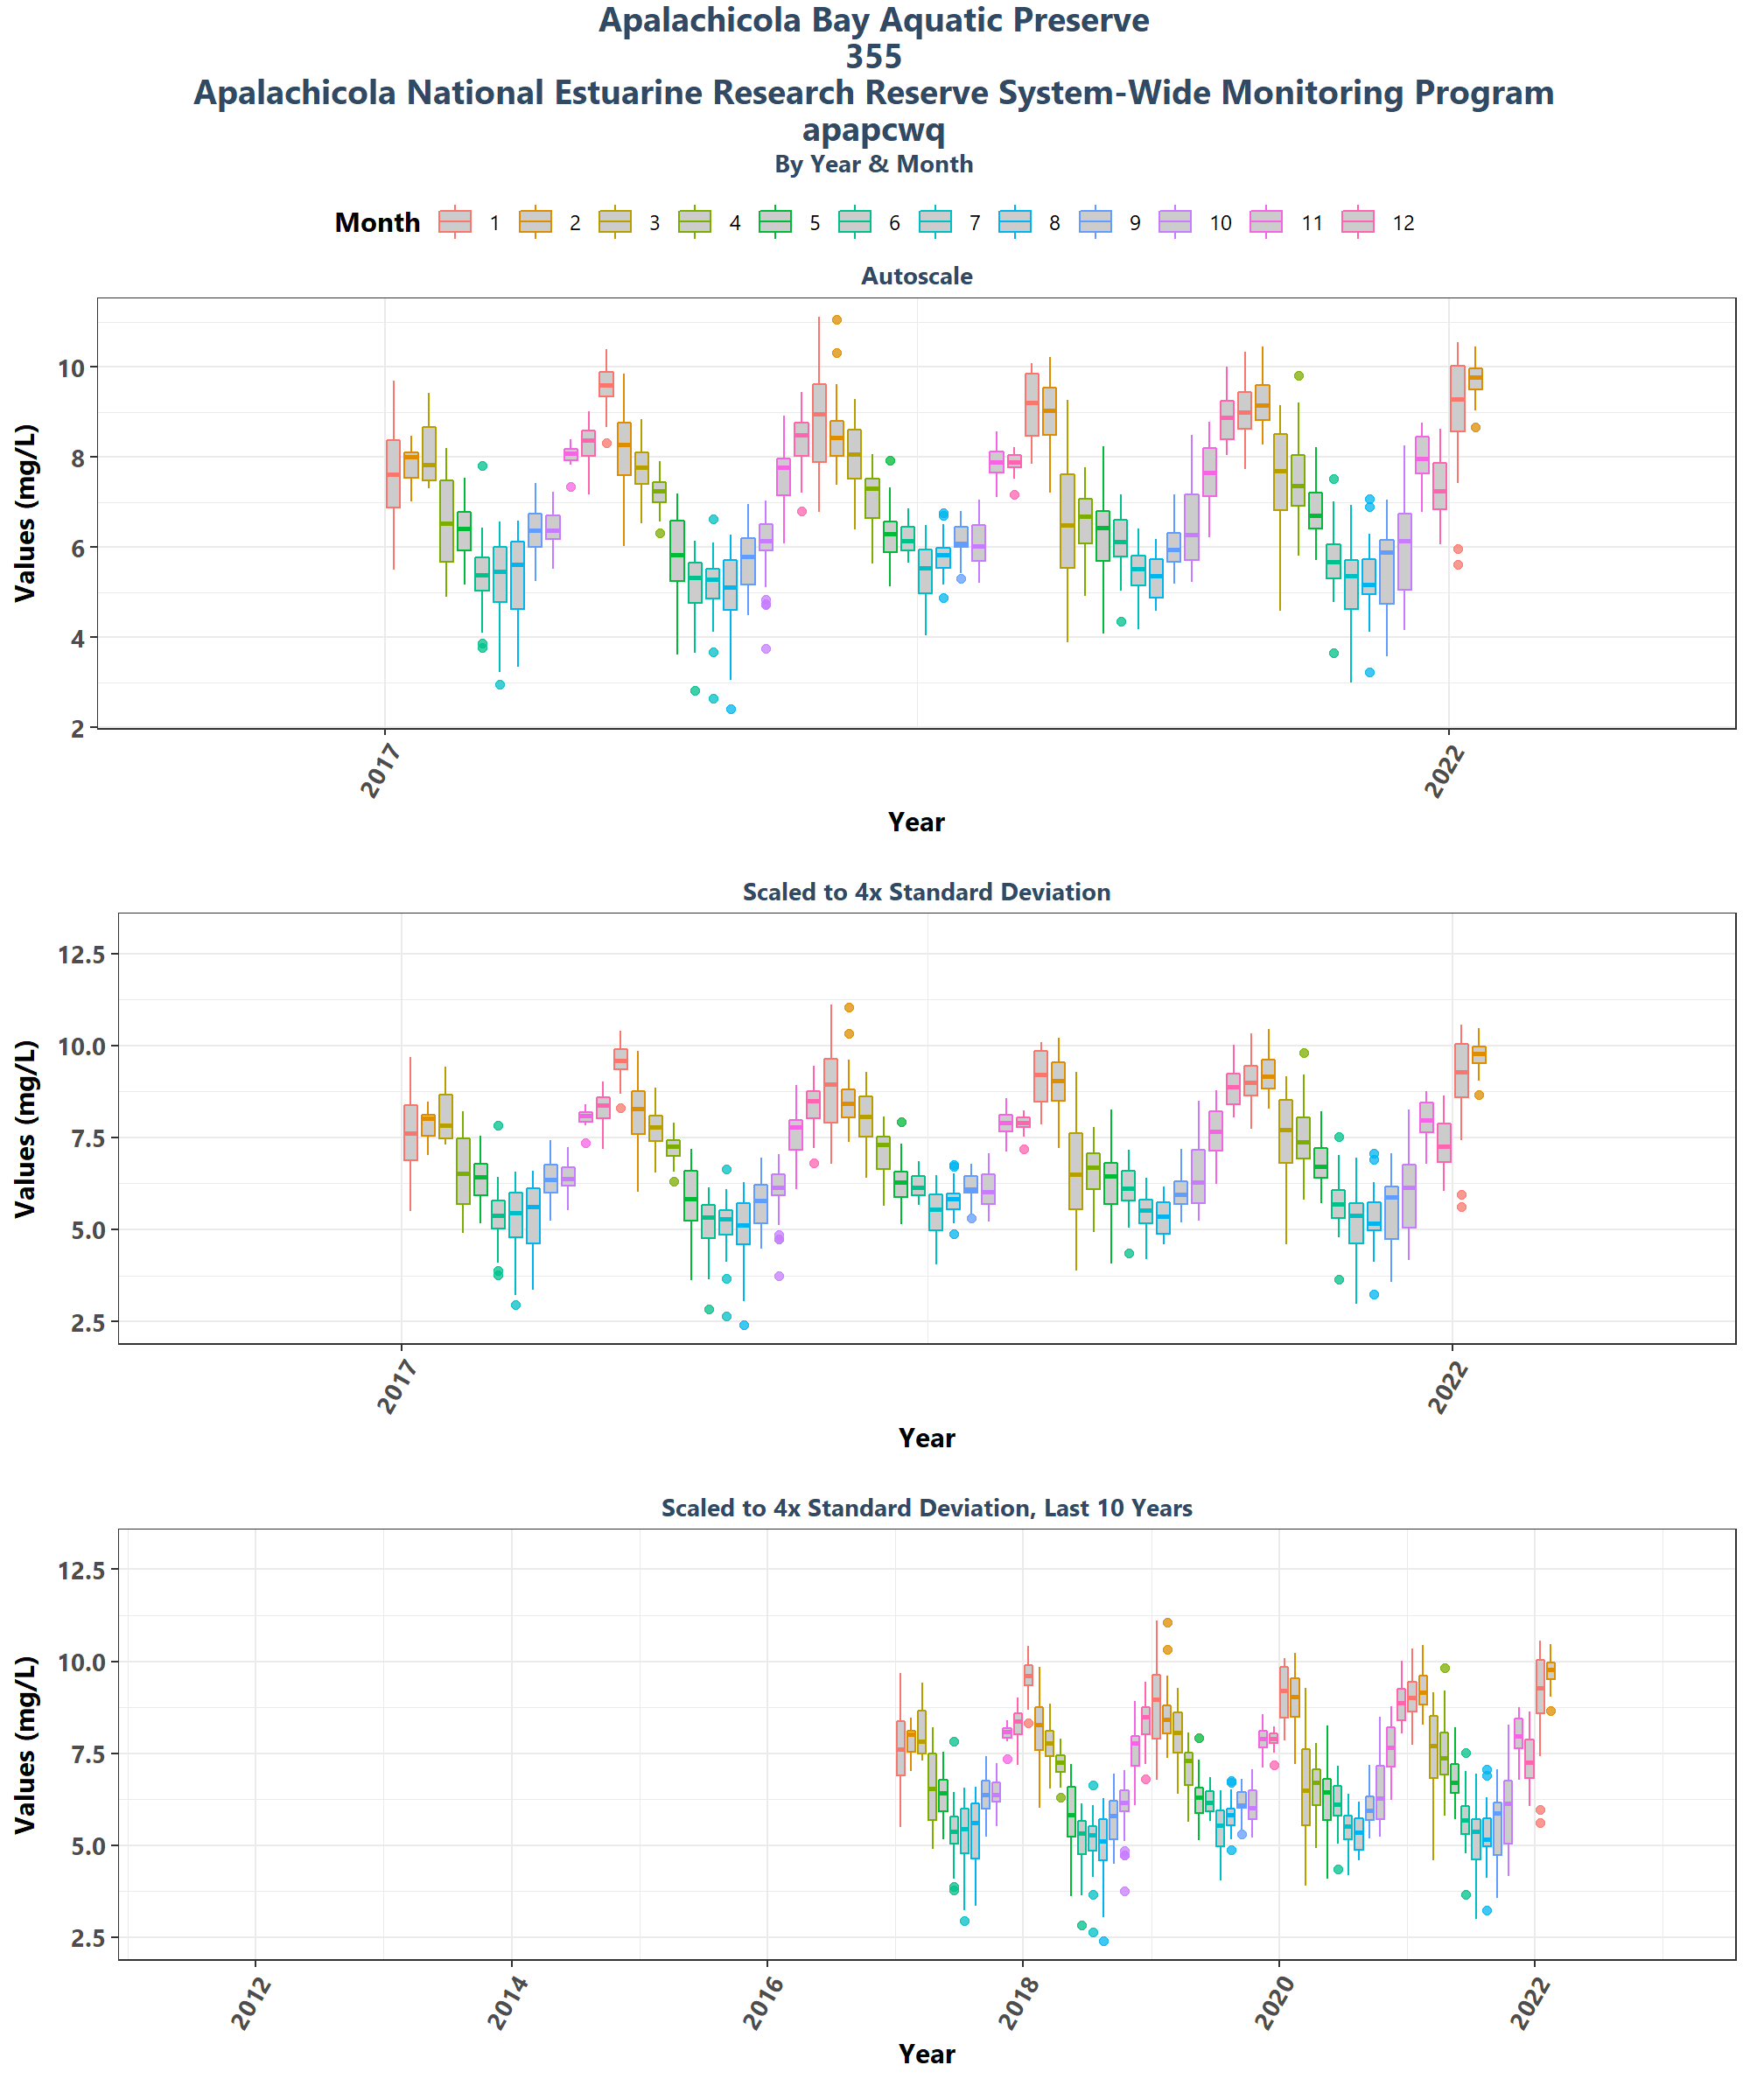 Apalachicola Bay Aquatic Preserve
355
Apalachicola National Estuarine Research Reserve System-Wide Monitoring Program
apapcwq
By Year & Month
Month 1 2 3 4 5 6 7 8 9 10 11 12
Autoscale
Values (mg/L)
10
8
6
4
2
2017 2022
Year
Scaled to 4x Standard Deviation
Values (mg/L)
12.5
10.0
7.5
5.0
2.5
2017 2022
Year
Scaled to 4x Standard Deviation, Last 10 Years
Values (mg/L)
12.5
10.0
7.5
5.0
2.5
2012 2014 2016 2018 2020 2022
Year